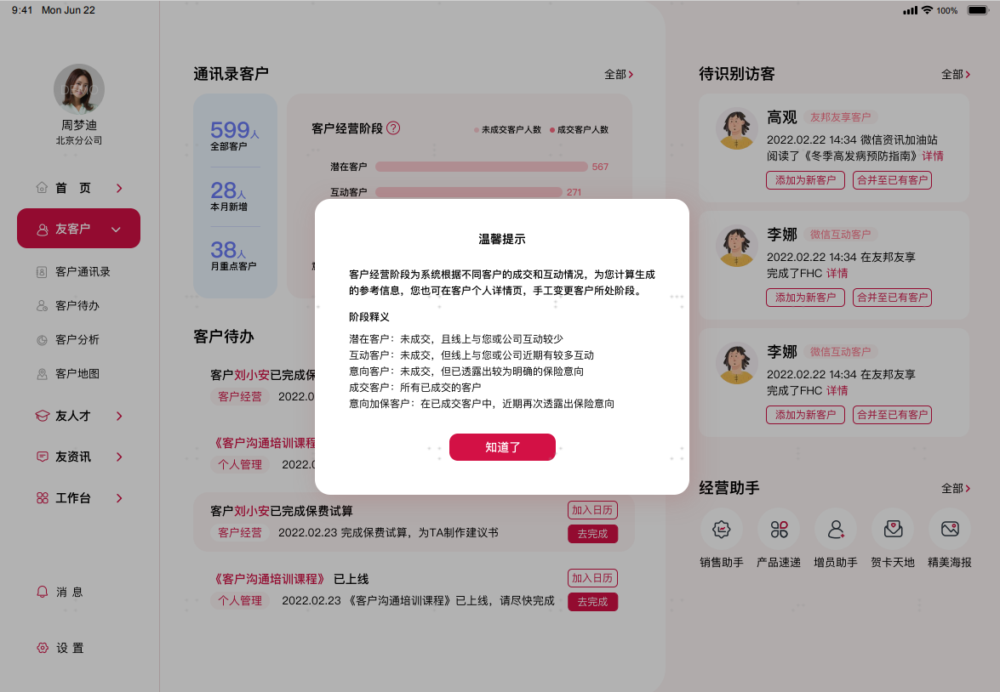 9:41 Mon Jun 22
100%
DEMO
周梦迪
北京分公司
首 页
友客户
客户通讯录
客户待办
客户分析
客户地图
友人才
友资讯
工作台
消 息
设 置
通讯录客户
全部
599人
全部客户
28人
本月新增
38人
月重点客户
客户经营阶段 ?
未成交客户人数
成交客户人数
潜在客户 567
互动客户 271
温馨提示
客户经营阶段为系统根据不同客户的成交和互动情况，为您计算生成
的参考信息，您也可在客户个人详情页，手工变更客户所处阶段。
阶段释义
潜在客户：未成交，且线上与您或公司互动较少
互动客户：未成交，但线上与您或公司近期有较多互动
意向客户：未成交，但已透露出较为明确的保险意向
成交客户：所有已成交的客户
意向加保客户：在已成交客户中，近期再次透露出保险意向
知道了
客户待办
客户刘小安已完成保
客户经营 2022.0
《客户沟通培训课程
个人管理 2022.0
客户刘小安已完成保费试算
加入日历
客户经营 2022.02.23 完成保费试算，为TA制作建议书
去完成
《客户沟通培训课程》 已上线
加入日历
个人管理 2022.02.23 《客户沟通培训课程》已上线，请尽快完成
去完成
待识别访客
全部
高观 友邦友享客户
2022.02.22 14:34 微信资讯加油站
阅读了《冬季高发病预防指南》详情
添加为新客户 合并至已有客户
李娜 微信互动客户
2022.02.22 14:34 在友邦友享
完成了FHC 详情
添加为新客户 合并至已有客户
李娜 微信互动客户
2022.02.22 14:34 在友邦友享
完成了FHC 详情
添加为新客户 合并至已有客户
经营助手
全部
销售助手 产品速递 增员助手 贺卡天地 精美海报